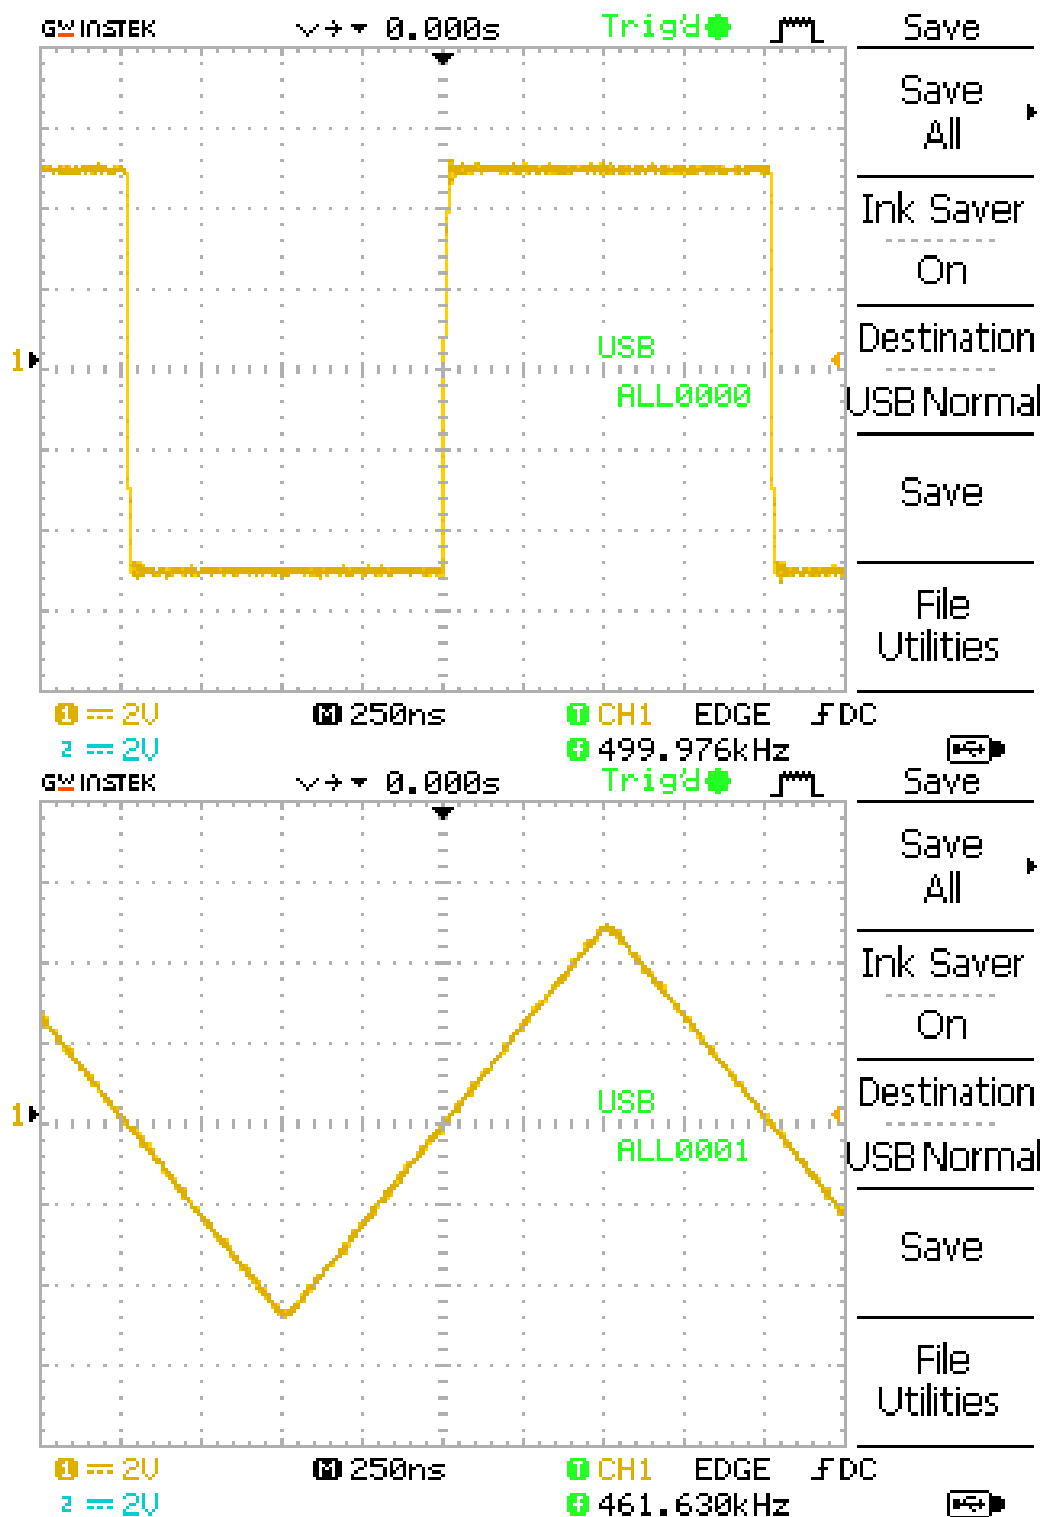 GW INSTEK 0.000s Trig'd Save
Save
All
Ink Saver
On
USB
Destination
1
ALL0000
USB Normal
Save
File
Utilities
1 2V M 250ns T CH1 EDGE DC
2 2V f 499.976kHz
GW INSTEK 0.000s Trig'd Save
Save
All
Ink Saver
On
USB
Destination
1
ALL0001
USB Normal
Save
File
Utilities
1 2V M 250ns T CH1 EDGE DC
2 2V f 461.630kHz